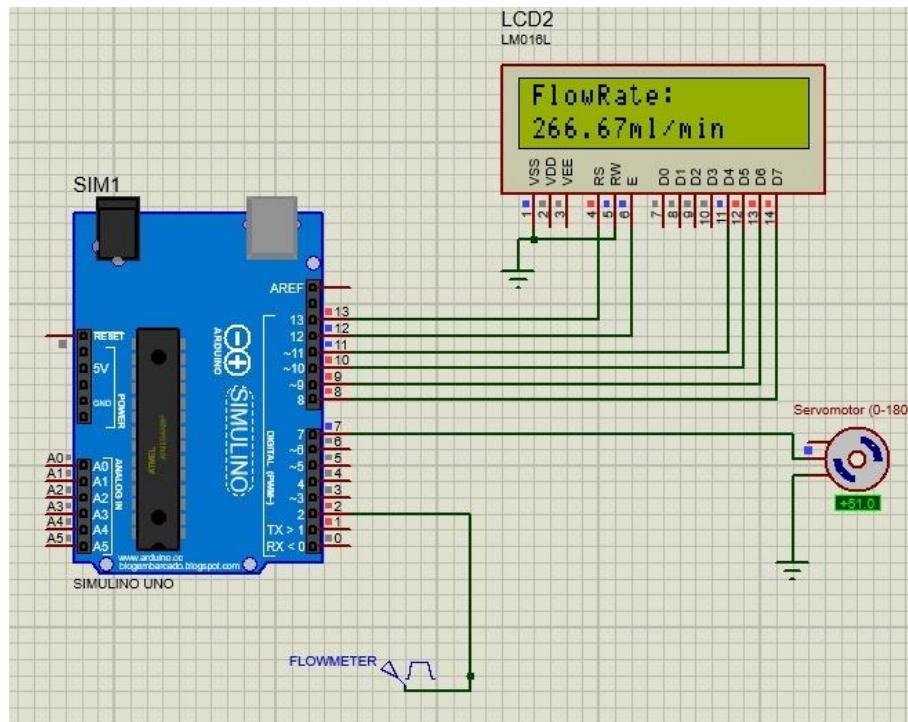 LCD2
LM016L
FlowRate:
266.67ml/min
VSS
VDD
VEE
RS
RW
E
D0
D1
D2
D3
D4
D5
D6
D7
1
2
3
4
5
6
7
8
9
10
11
12
13
14
SIM1
AREF
13
12
~11
~10
~9
8
7
~6
~5
4
~3
2
TX > 1
RX < 0
13
12
11
10
9
8
7
6
5
4
3
2
1
0
RESET
5V
POWER
GND
A0
A1
A2
A3
A4
A5
A0
A1
A2
A3
A4
A5
ANALOG IN
ATMEL
ARDUINO
SIMULINO
DIGITAL (PWM~)
www.arduino.cc
blogembarcado.blogspot.com
SIMULINO UNO
Servomotor (0-180
+51.0
FLOWMETER